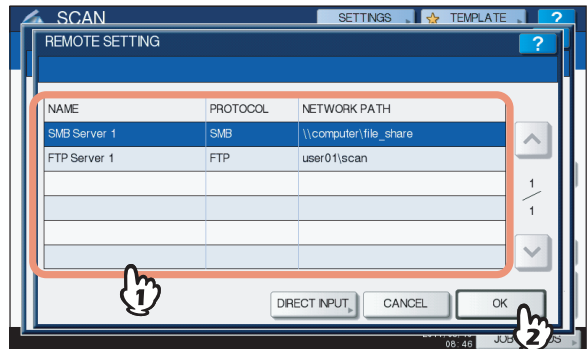 SCAN SETTINGS TEMPLATE ?
REMOTE SETTING ?
NAME PROTOCOL NETWORK PATH
SMB Server 1 SMB \\computer\file_share
FTP Server 1 FTP user01\scan
1
1
1
DIRECT INPUT CANCEL OK
2
08:46